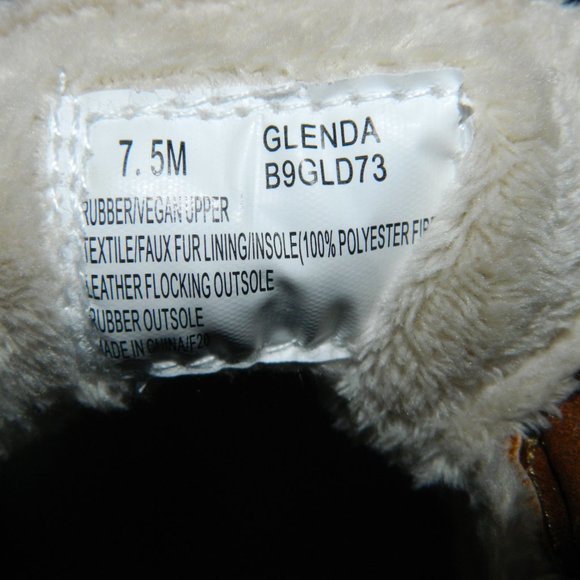 7.5M
GLENDA
B9GLD73
RUBBER/VEGAN UPPER
TEXTILE/FAUX FUR LINING/INSOLE(100% POLYESTER
LEATHER FLOCKING OUTSOLE
RUBBER OUTSOLE
MADE IN CHINA/F20